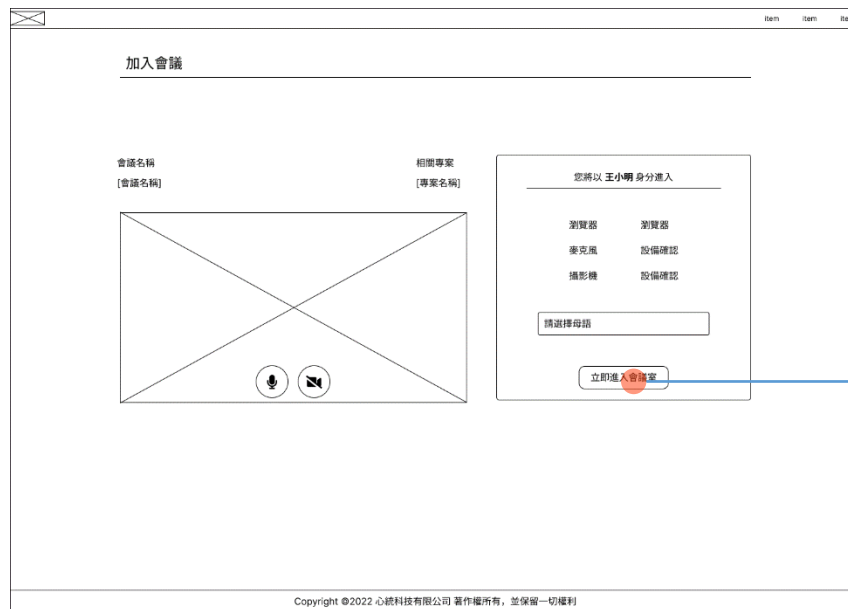 item item ite
加入會議
會議名稱 相關專案
[會議名稱] [專案名稱]
您將以 王小明 身分進入
瀏覽器 瀏覽器
麥克風 設備確認
攝影機 設備確認
請選擇母語
立即進入會議室
Copyright ©2022 心統科技有限公司 著作權所有，並保留一切權利